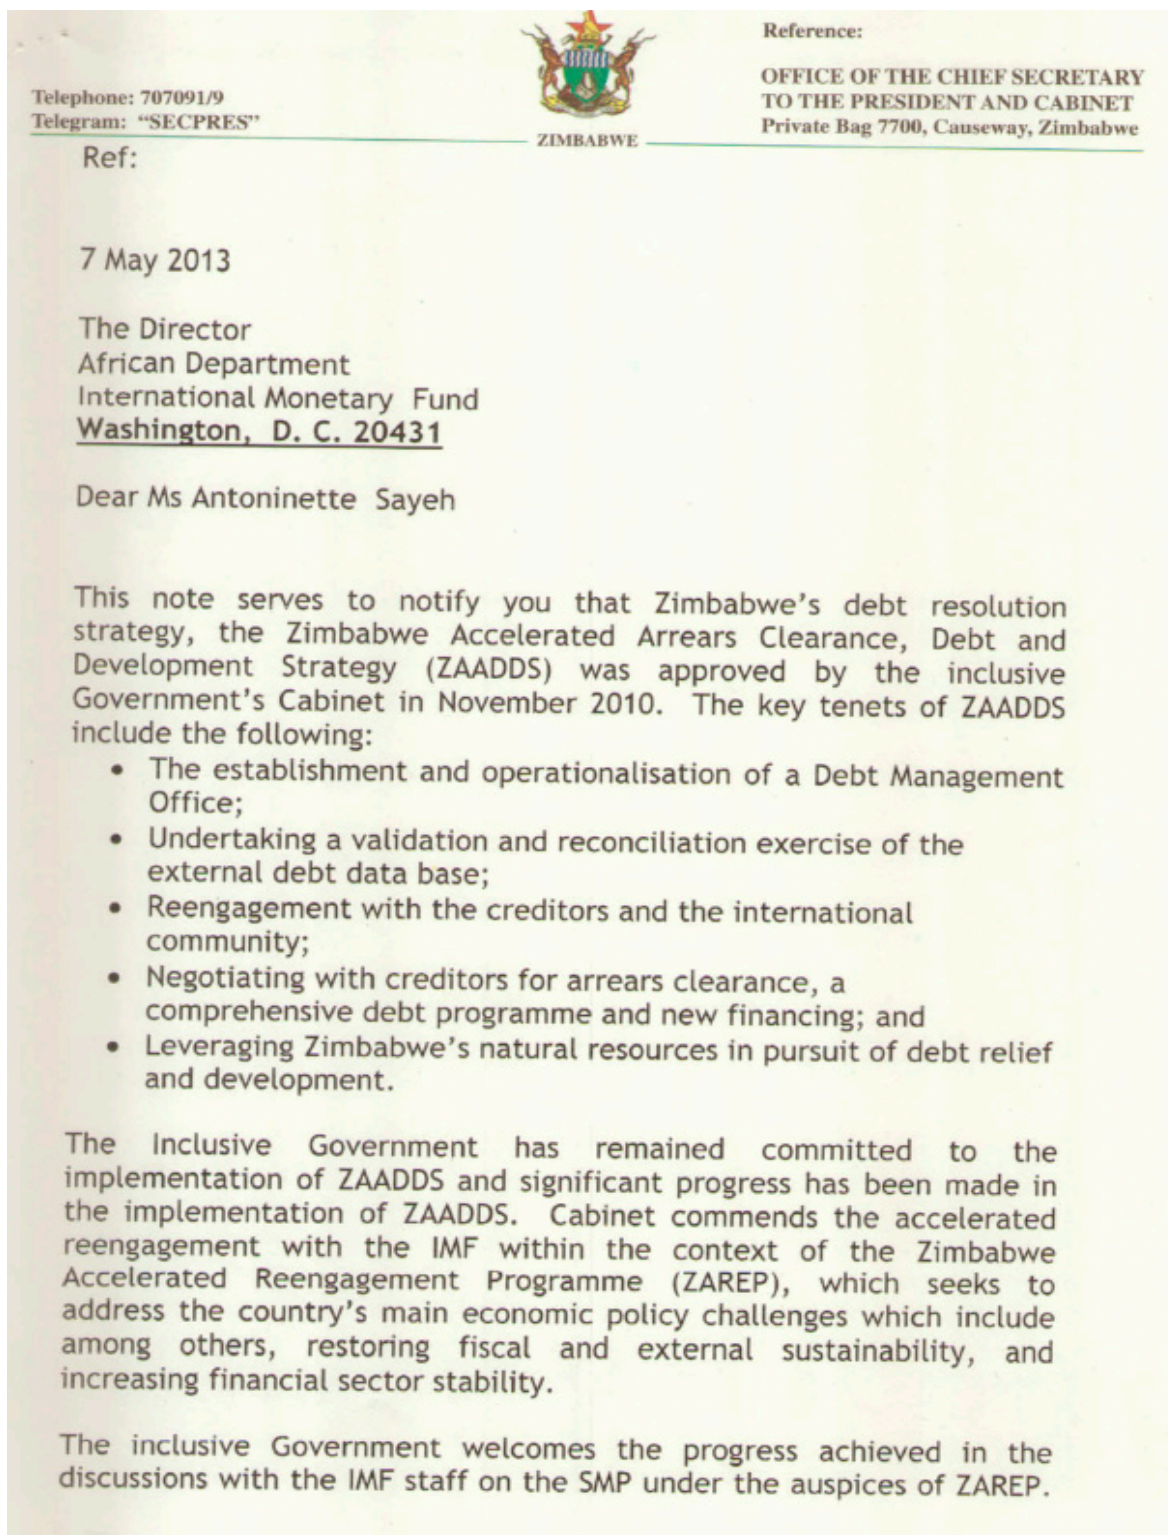 Reference:
OFFICE OF THE CHIEF SECRETARY
TO THE PRESIDENT AND CABINET
Private Bag 7700, Causeway, Zimbabwe
Telephone: 707091/9
Telegram: “SECPRES”
ZIMBABWE
Ref:
7 May 2013
The Director
African Department
International Monetary Fund
Washington, D. C. 20431
Dear Ms Antoninette Sayeh
This note serves to notify you that Zimbabwe’s debt resolution
strategy, the Zimbabwe Accelerated Arrears Clearance, Debt and
Development Strategy (ZAADDS) was approved by the inclusive
Government’s Cabinet in November 2010. The key tenets of ZAADDS
include the following:
• The establishment and operationalisation of a Debt Management
Office;
• Undertaking a validation and reconciliation exercise of the
external debt data base;
• Reengagement with the creditors and the international
community;
• Negotiating with creditors for arrears clearance, a
comprehensive debt programme and new financing; and
• Leveraging Zimbabwe’s natural resources in pursuit of debt relief
and development.
The Inclusive Government has remained committed to the
implementation of ZAADDS and significant progress has been made in
the implementation of ZAADDS. Cabinet commends the accelerated
reengagement with the IMF within the context of the Zimbabwe
Accelerated Reengagement Programme (ZAREP), which seeks to
address the country’s main economic policy challenges which include
among others, restoring fiscal and external sustainability, and
increasing financial sector stability.
The inclusive Government welcomes the progress achieved in the
discussions with the IMF staff on the SMP under the auspices of ZAREP.